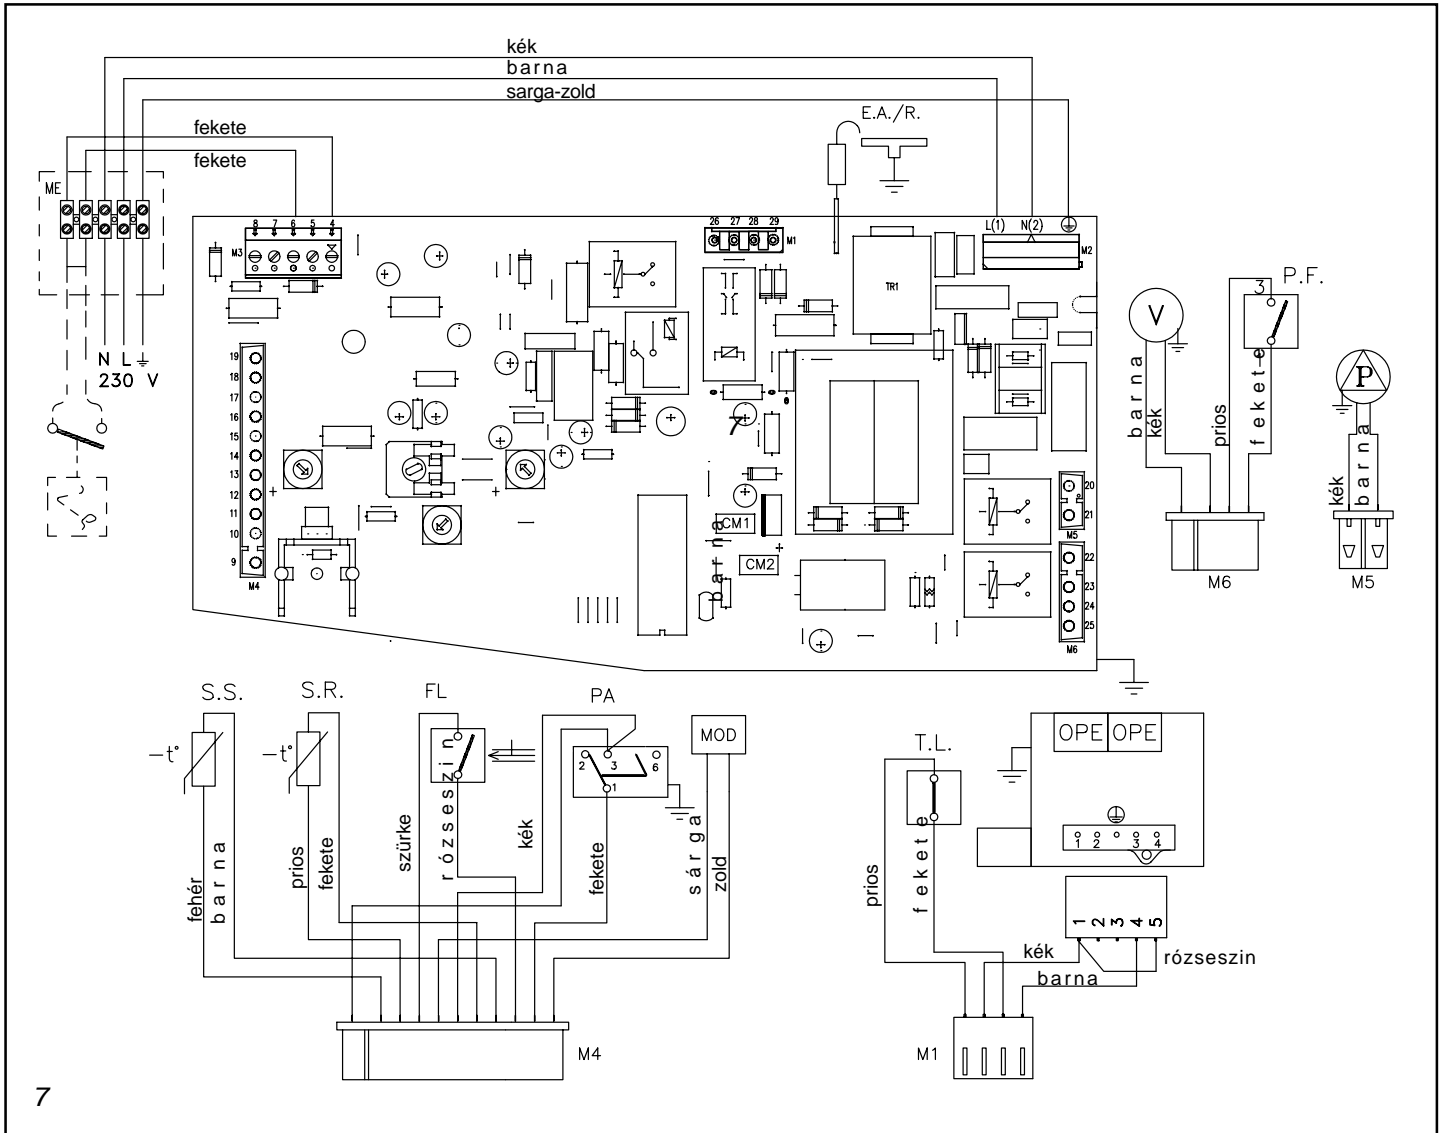 kék
barna
sarga-zold
fekete
fekete
E.A./R.
ME
8 7 6 5 4
M3
26 27 28 29
M1
L(1) N(2)
M2
TR1
N L
230 V
19
18
17
16
15
14
13
12
11
10
9
M4
7
CM1
CM2
barna
20
21
M5
22
23
24
25
M6
V
barna
kék
prios
fekete
3
P.F.
M6
P
kék
barna
M5
S.S.
-t°
fehér
barna
S.R.
-t°
prios
fekete
FL
szürke
rózseszin
PA
2 3 6
1
kék
fekete
MOD
sárga
zold
M4
T.L.
prios
fekete
OPE OPE
1 2 3 4
1 2 3 4 5
kék
rózseszin
barna
M1
7